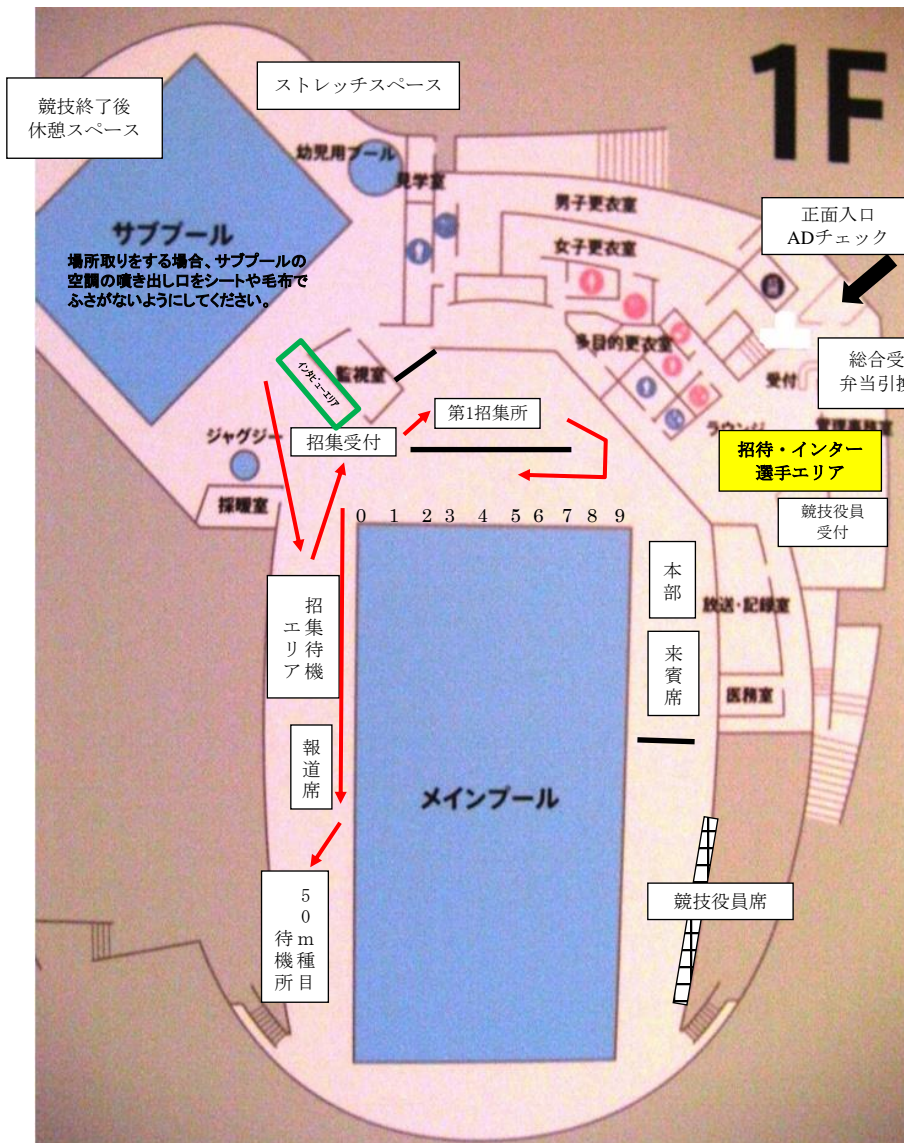 1F
競技終了後
休憩スペース
ストレッチスペース
幼児用プール
見学室
男子更衣室
女子更衣室
正面入口
ADチェック
サブプール
場所取りをする場合、サブプールの
空調の噴き出し口をシートや毛布で
ふさがないようにしてください。
多目的更衣室
受付
総合受
弁当引換
監視室
インタビューエリア
第1招集所
招集受付
ジャグジー
ラウンジ
管理事務室
招待・インター
選手エリア
採暖室
競技役員
受付
0 1 2 3 4 5 6 7 8 9
本部
放送・記録室
招集待機
エリア
来賓席
医務室
報道席
メインプール
50m種目
待機所
競技役員席